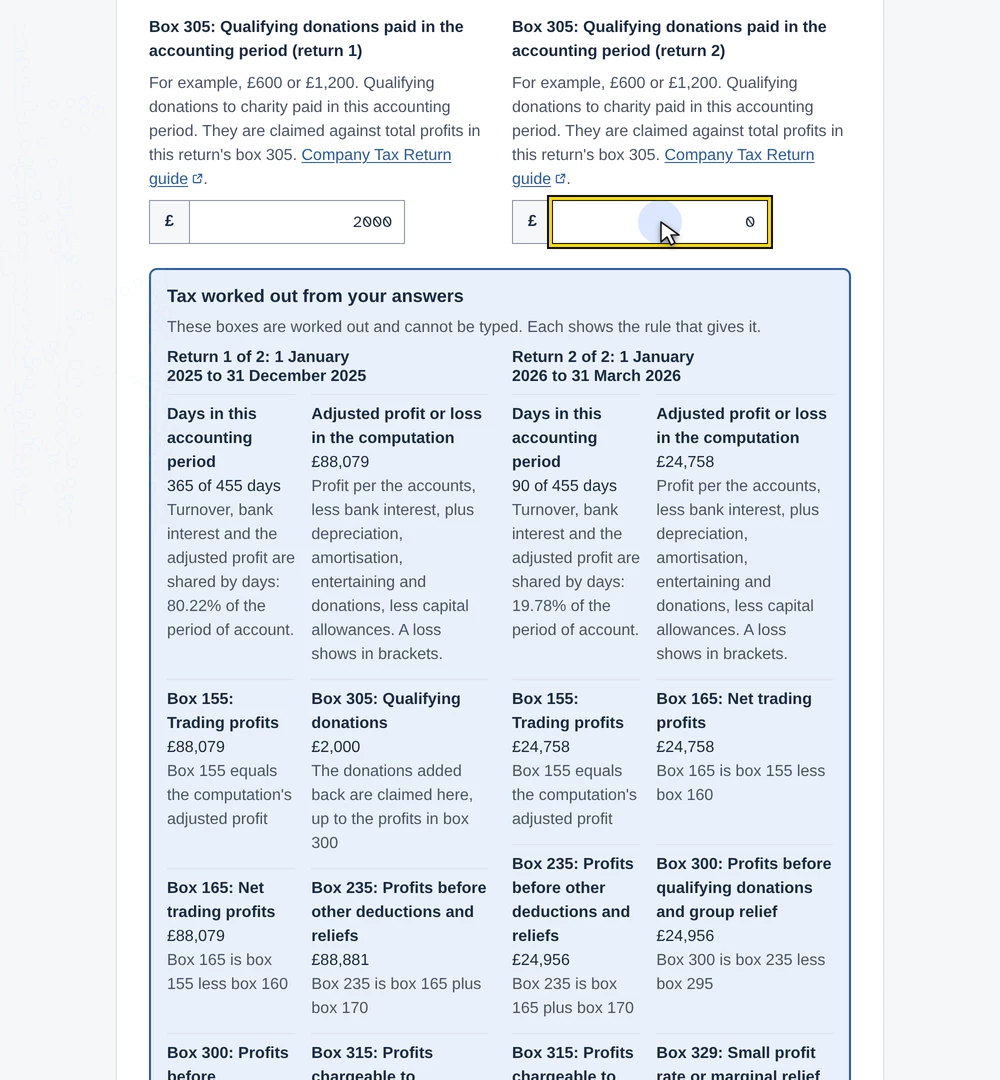 Box 305: Qualifying donations paid in the
accounting period (return 1)
For example, £600 or £1,200. Qualifying
donations to charity paid in this accounting
period. They are claimed against total profits in
this return's box 305. Company Tax Return
guide.
£ 2000
Box 305: Qualifying donations paid in the
accounting period (return 2)
For example, £600 or £1,200. Qualifying
donations to charity paid in this accounting
period. They are claimed against total profits in
this return's box 305. Company Tax Return
guide.
£ 0
Tax worked out from your answers
These boxes are worked out and cannot be typed. Each shows the rule that gives it.
Return 1 of 2: 1 January
2025 to 31 December 2025
Days in this
accounting
period
365 of 455 days
Turnover, bank
interest and the
adjusted profit are
shared by days:
80.22% of the
period of account.
Adjusted profit or loss
in the computation
£88,079
Profit per the accounts,
less bank interest, plus
depreciation,
amortisation,
entertaining and
donations, less capital
allowances. A loss
shows in brackets.
Box 155:
Trading profits
£88,079
Box 155 equals
the computation's
adjusted profit
Box 305: Qualifying
donations
£2,000
The donations added
back are claimed here,
up to the profits in box
300
Box 165: Net
trading profits
£88,079
Box 165 is box
155 less box 160
Box 235: Profits before
other deductions and
reliefs
£88,881
Box 235 is box 165 plus
box 170
Box 300: Profits
before
Box 315: Profits
chargeable to
Return 2 of 2: 1 January
2026 to 31 March 2026
Days in this
accounting
period
90 of 455 days
Turnover, bank
interest and the
adjusted profit are
shared by days:
19.78% of the
period of account.
Adjusted profit or loss
in the computation
£24,758
Profit per the accounts,
less bank interest, plus
depreciation,
amortisation,
entertaining and
donations, less capital
allowances. A loss
shows in brackets.
Box 155:
Trading profits
£24,758
Box 155 equals
the computation's
adjusted profit
Box 165: Net trading
profits
£24,758
Box 165 is box 155 less
box 160
Box 235: Profits
before other
deductions and
reliefs
£24,956
Box 235 is box
165 plus box 170
Box 300: Profits before
qualifying donations
and group relief
£24,956
Box 300 is box 235 less
box 295
Box 315: Profits
chargeable to
Box 329: Small profit
rate or marginal relief